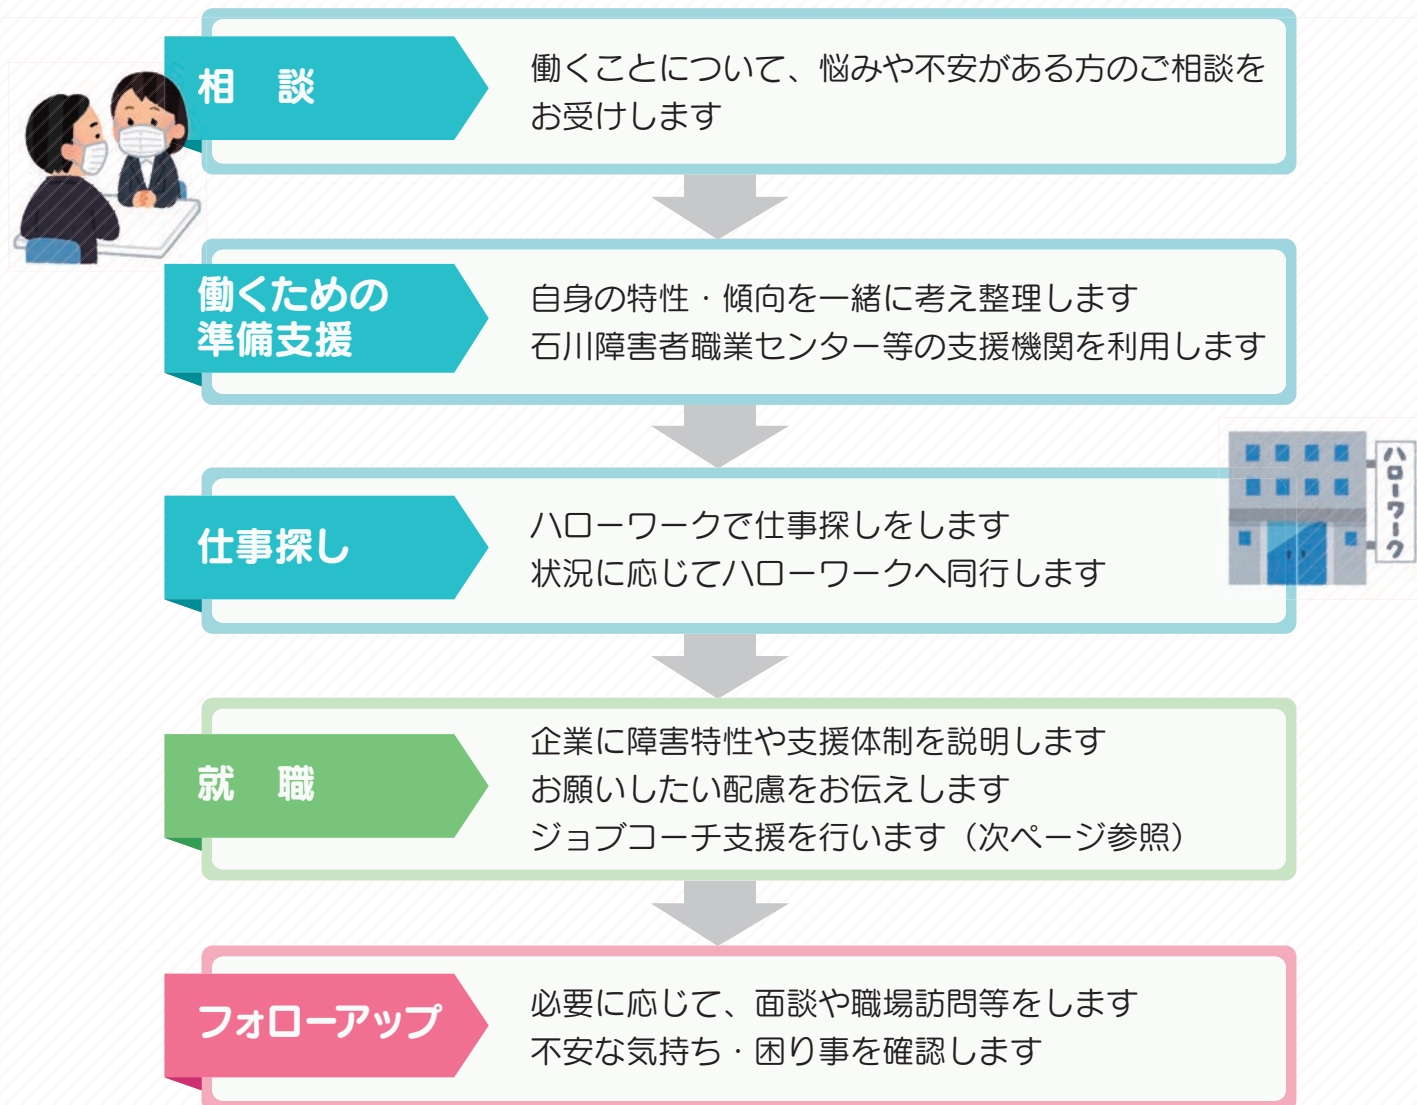 相　談
働くことについて、悩みや不安がある方のご相談を
お受けします
働くための
準備支援
自身の特性・傾向を一緒に考え整理します
石川障害者職業センター等の支援機関を利用します
仕事探し
ハローワークで仕事探しをします
状況に応じてハローワークへ同行します
ハローワーク
就　職
企業に障害特性や支援体制を説明します
お願いしたい配慮をお伝えします
ジョブコーチ支援を行います（次ページ参照）
フォローアップ
必要に応じて、面談や職場訪問等をします
不安な気持ち・困り事を確認します